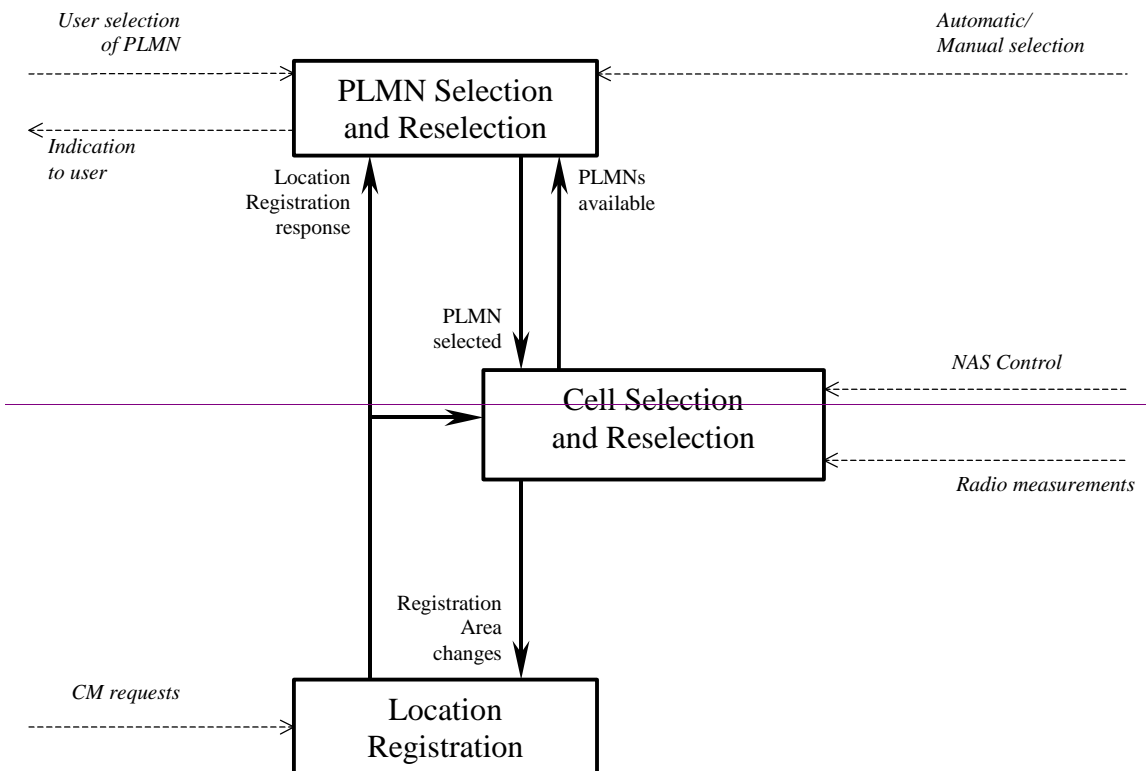 User selection
of PLMN
Automatic/
Manual selection
PLMN Selection
and Reselection
Indication
to user
Location
Registration
response
PLMNs
available
PLMN
selected
NAS Control
Cell Selection
and Reselection
Radio measurements
Registration
Area
changes
CM requests
Location
Registration